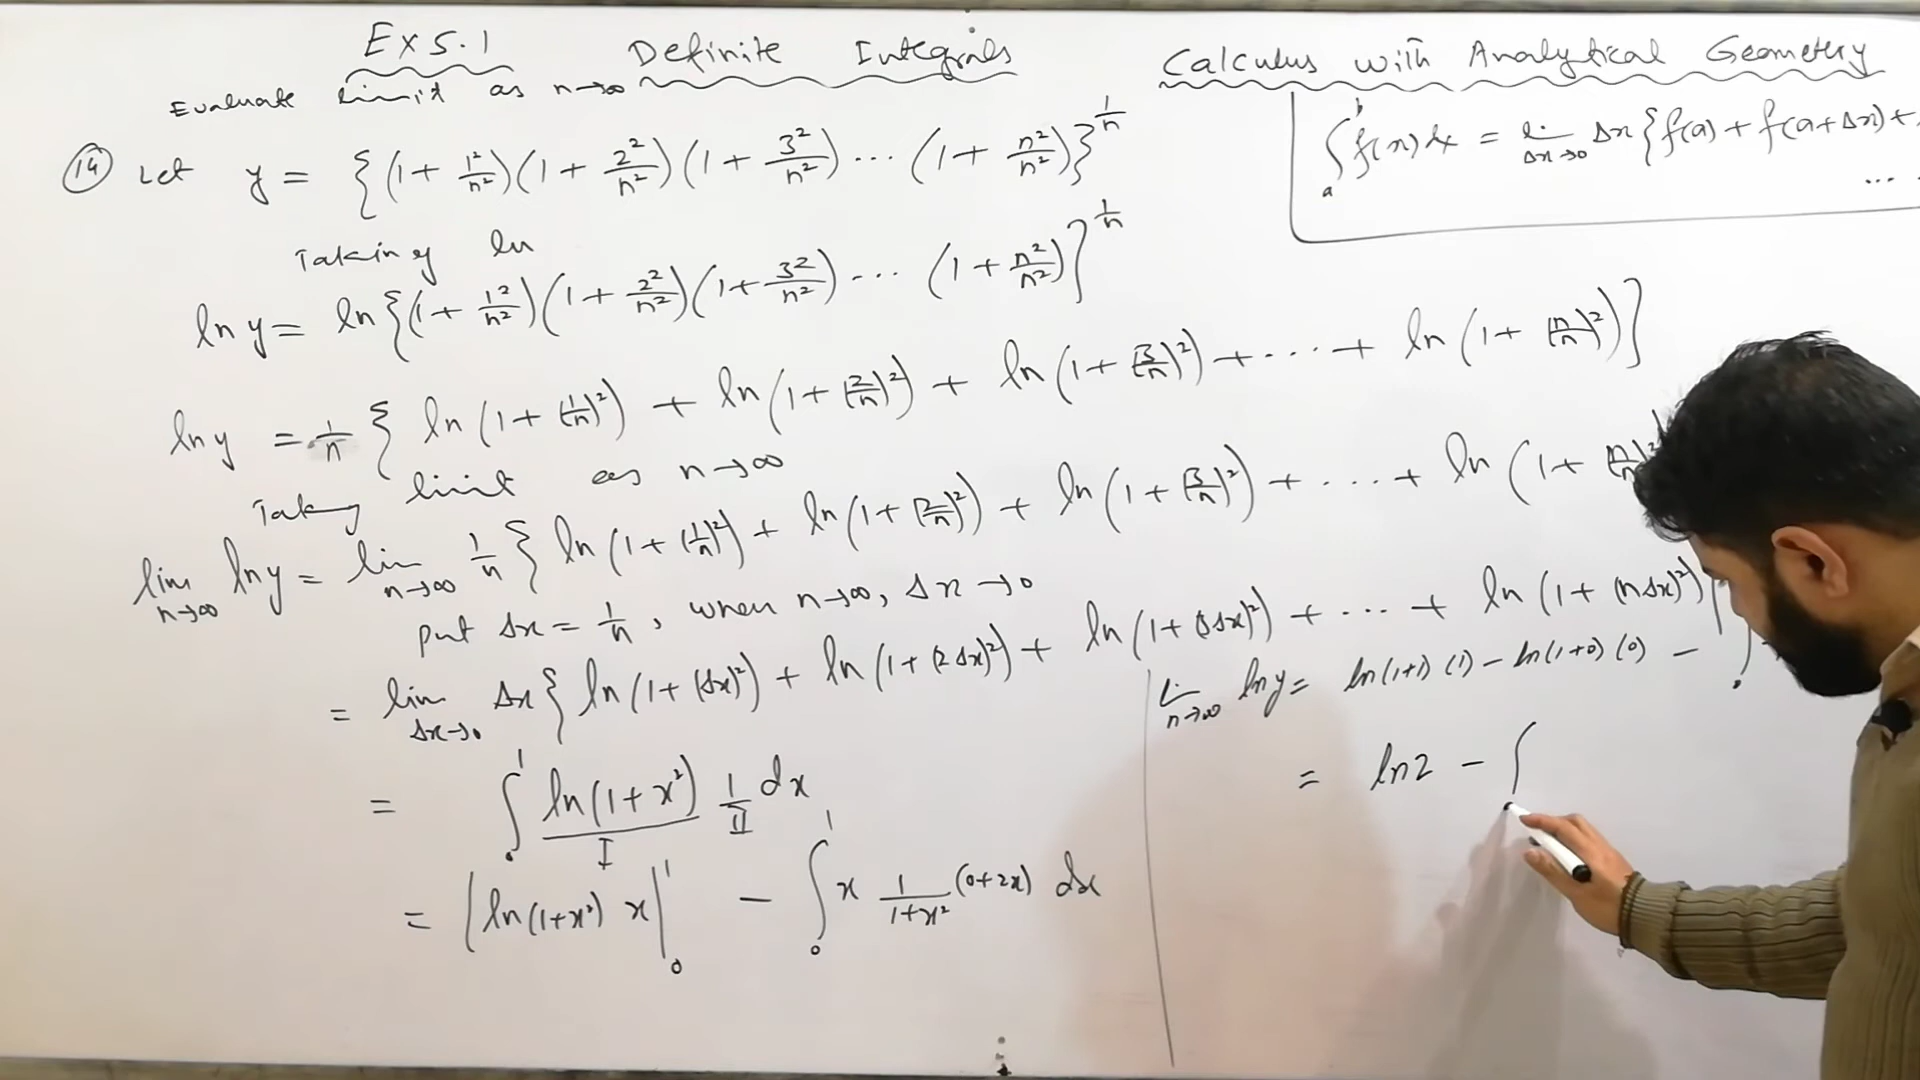 Ex 5.1 Definite Integrals Calculus with Analytical Geometry
Evaluate limit as n→∞
∫ₐᵇ f(x) dx = lim Δx→0 Δx {f(a) + f(a+Δx) +
...
(14) Let y = {(1 + 1²/n²)(1 + 2²/n²)(1 + 3²/n²) ... (1 + n²/n²)}^(1/n)
Taking ln
ln y = ln {(1 + 1²/n²)(1 + 2²/n²)(1 + 3²/n²) ... (1 + n²/n²)}^(1/n)
ln y = 1/n { ln (1 + (1/n)²) + ln (1 + (2/n)²) + ln (1 + (3/n)²) + ... + ln (1 + (n/n)²) }
Taking limit as n→∞
lim n→∞ ln y = lim n→∞ 1/n { ln (1 + (1/n)²) + ln (1 + (2/n)²) + ln (1 + (3/n)²) + ... + ln (1 + (n/n)²
put Δx = 1/n, when n→∞, Δx→0
= lim Δx→0 Δx { ln (1 + (Δx)²) + ln (1 + (2Δx)²) + ln (1 + (3Δx)²) + ... + ln (1 + (nΔx)²) }
= ∫₀¹ ln (1 + x²) 1 dx
I II
= | ln(1+x²) x |₀¹ - ∫₀¹ x 1/(1+x²) (0+2x) dx
lim n→∞ ln y = ln(1+1) (1) - ln(1+0) (0) - ∫₀
= ln 2 - ∫